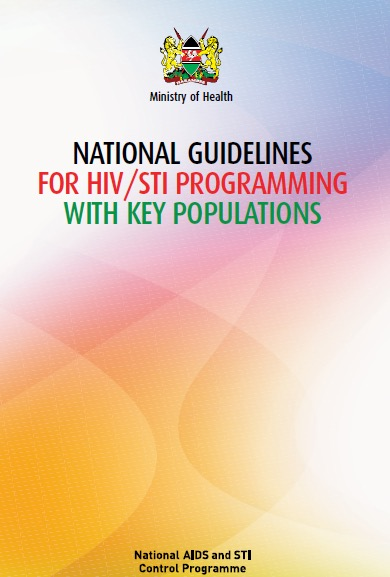 Ministry of Health
NATIONAL GUIDELINES
FOR HIV/STI PROGRAMMING
WITH KEY POPULATIONS
National AIDS and STI
Control Programme